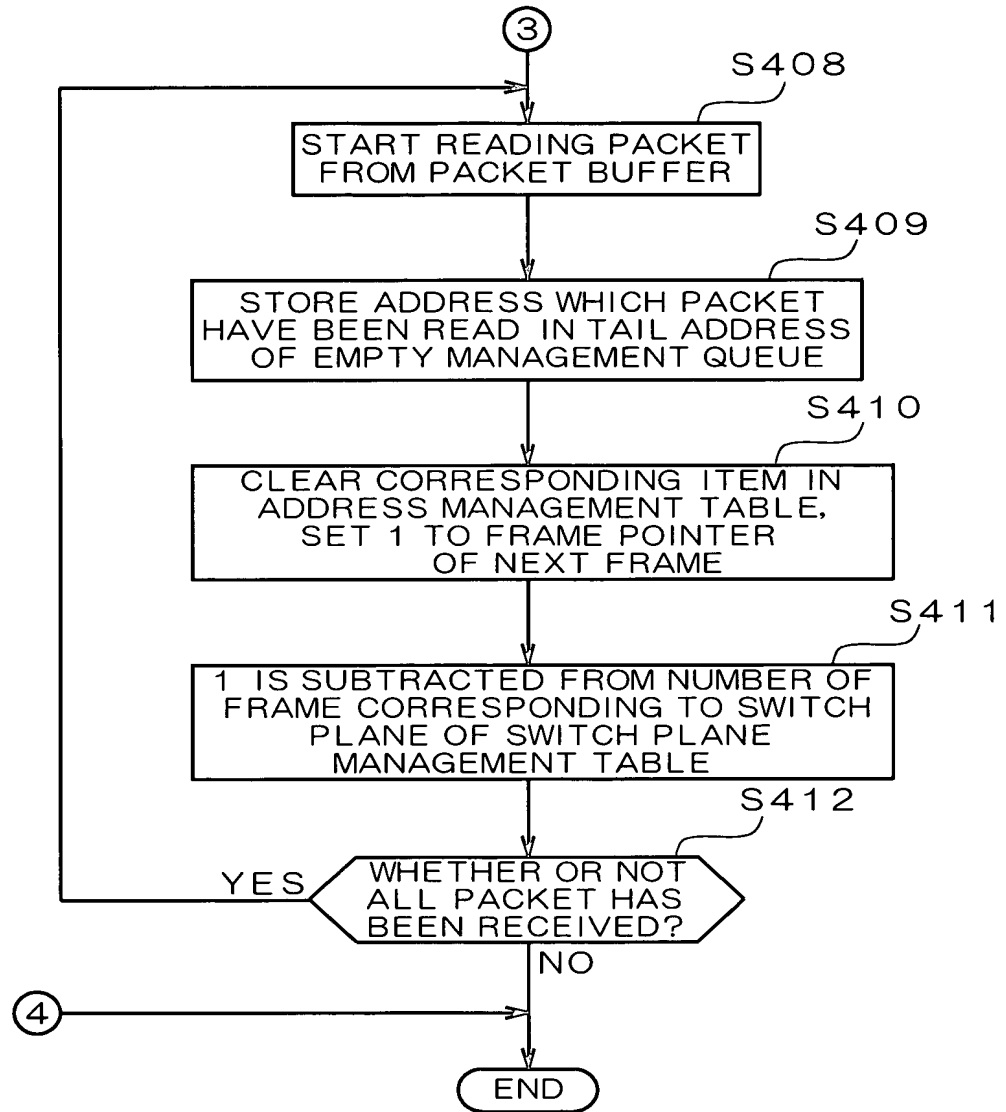 3
S408
START READING PACKET
FROM PACKET BUFFER
S409
STORE ADDRESS WHICH PACKET
HAVE BEEN READ IN TAIL ADDRESS
OF EMPTY MANAGEMENT QUEUE
S410
CLEAR CORRESPONDING ITEM IN
ADDRESS MANAGEMENT TABLE,
SET 1 TO FRAME POINTER
OF NEXT FRAME
S411
1 IS SUBTRACTED FROM NUMBER OF
FRAME CORRESPONDING TO SWITCH
PLANE OF SWITCH PLANE
MANAGEMENT TABLE
S412
YES
WHETHER OR NOT
ALL PACKET HAS
BEEN RECEIVED?
NO
4
END